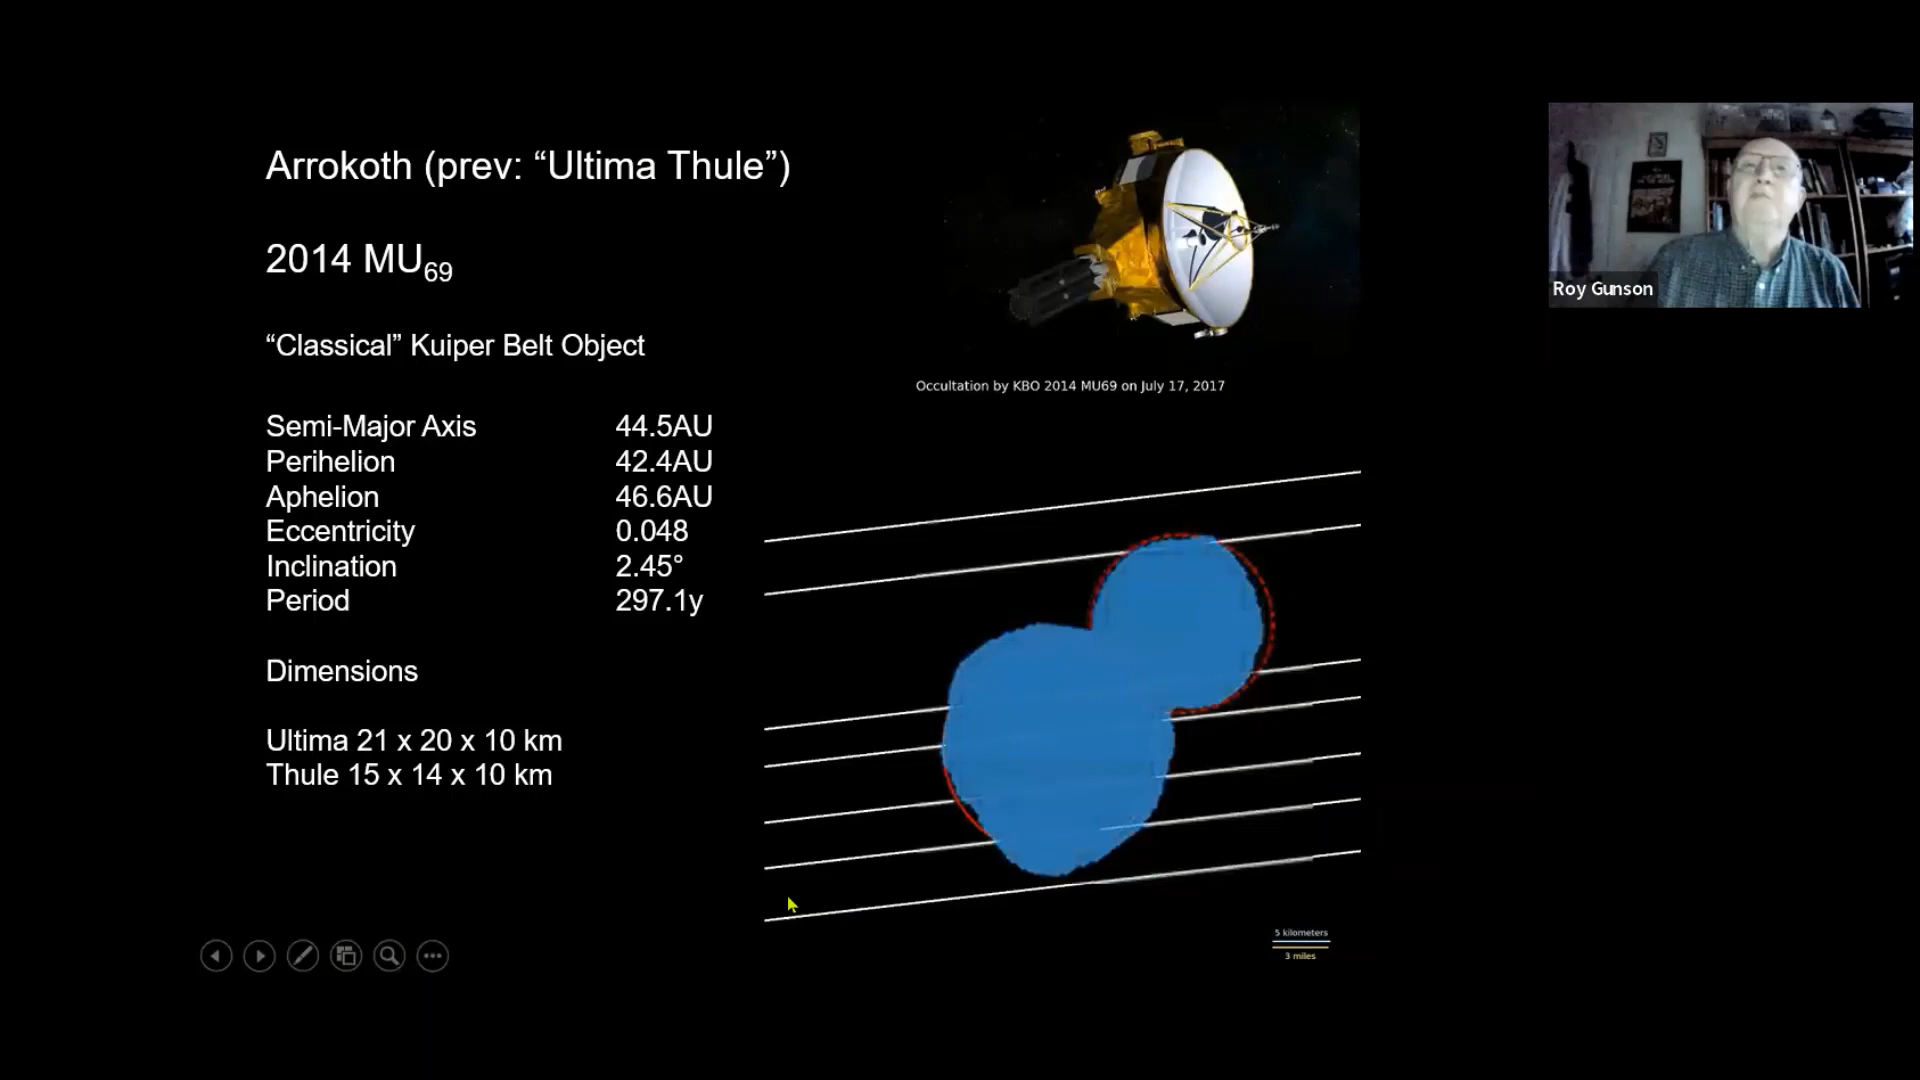 Arrokoth (prev: “Ultima Thule”)
2014 MU69
“Classical” Kuiper Belt Object
Semi-Major Axis 44.5AU
Perihelion 42.4AU
Aphelion 46.6AU
Eccentricity 0.048
Inclination 2.45°
Period 297.1y
Dimensions
Ultima 21 x 20 x 10 km
Thule 15 x 14 x 10 km
Occultation by KBO 2014 MU69 on July 17, 2017
5 kilometers
3 miles
Roy Gunson